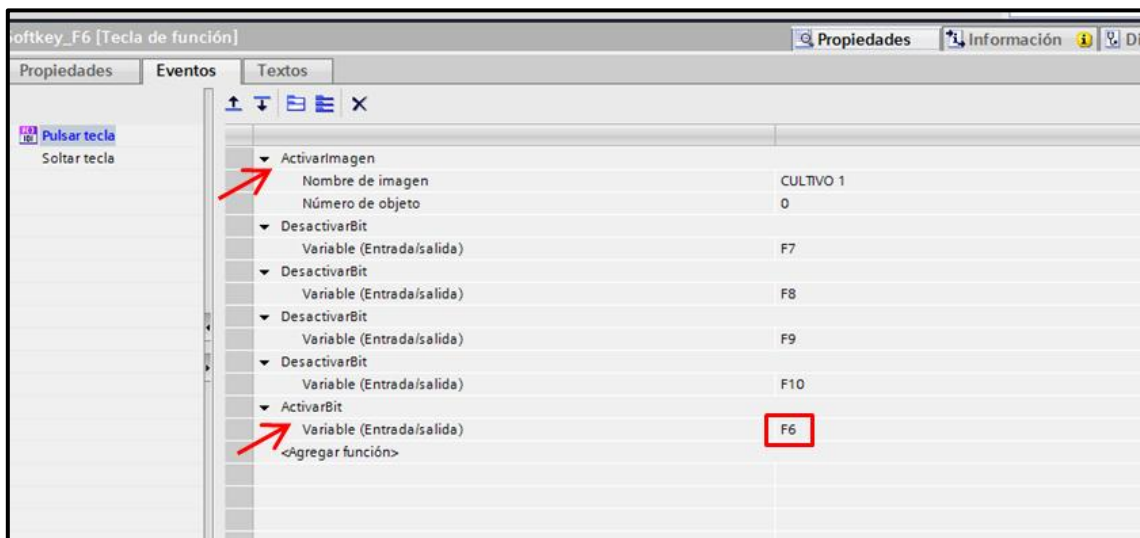 oftkey_F6 [Tecla de función]
Propiedades Información Di
Propiedades Eventos Textos
Pulsar tecla
Soltar tecla
ActivarImagen
Nombre de imagen CULTIVO 1
Número de objeto 0
DesactivarBit
Variable (Entrada/salida) F7
DesactivarBit
Variable (Entrada/salida) F8
DesactivarBit
Variable (Entrada/salida) F9
DesactivarBit
Variable (Entrada/salida) F10
ActivarBit
Variable (Entrada/salida) F6
<Agregar función>